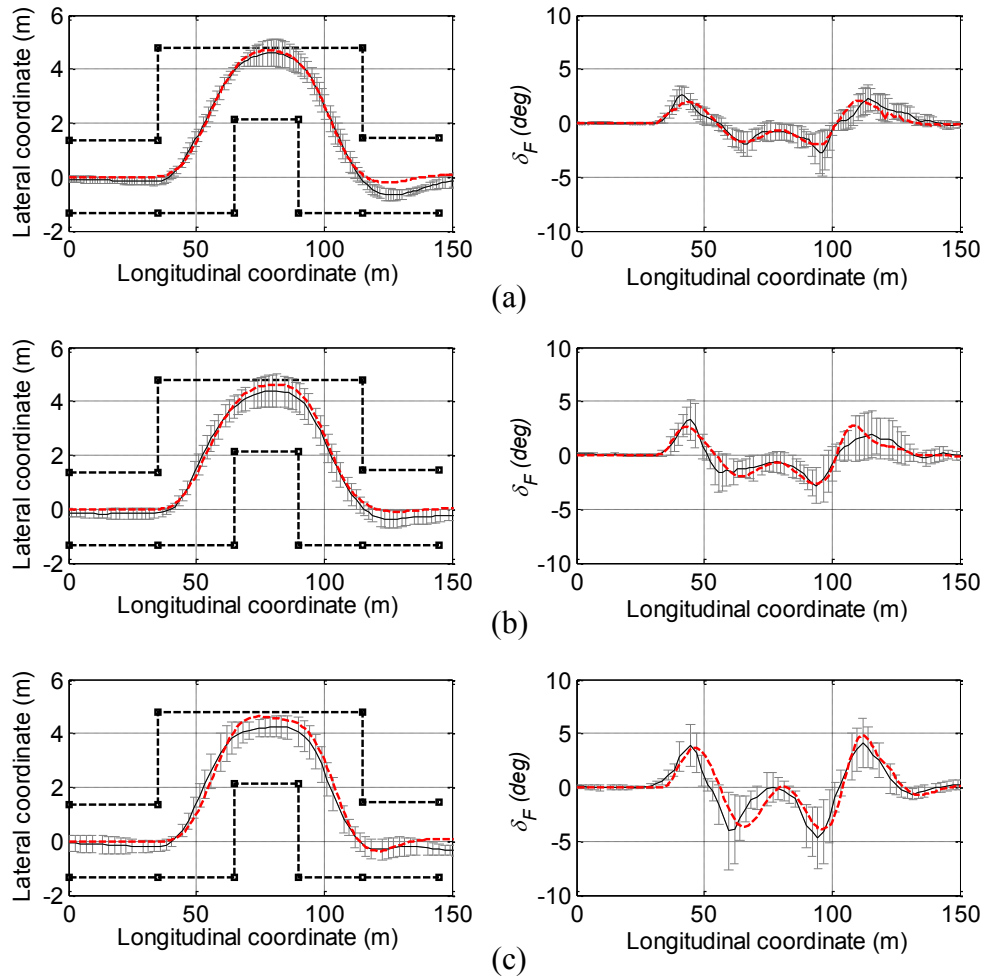 6
4
2
0
-2
0 50 100 150
Lateral coordinate (m)
Longitudinal coordinate (m)
10
5
0
-5
-10
0 50 100 150
δF (deg)
Longitudinal coordinate (m)
(a)
6
4
2
0
-2
0 50 100 150
Lateral coordinate (m)
Longitudinal coordinate (m)
10
5
0
-5
-10
0 50 100 150
δF (deg)
Longitudinal coordinate (m)
(b)
6
4
2
0
-2
0 50 100 150
Lateral coordinate (m)
Longitudinal coordinate (m)
10
5
0
-5
-10
0 50 100 150
δF (deg)
Longitudinal coordinate (m)
(c)